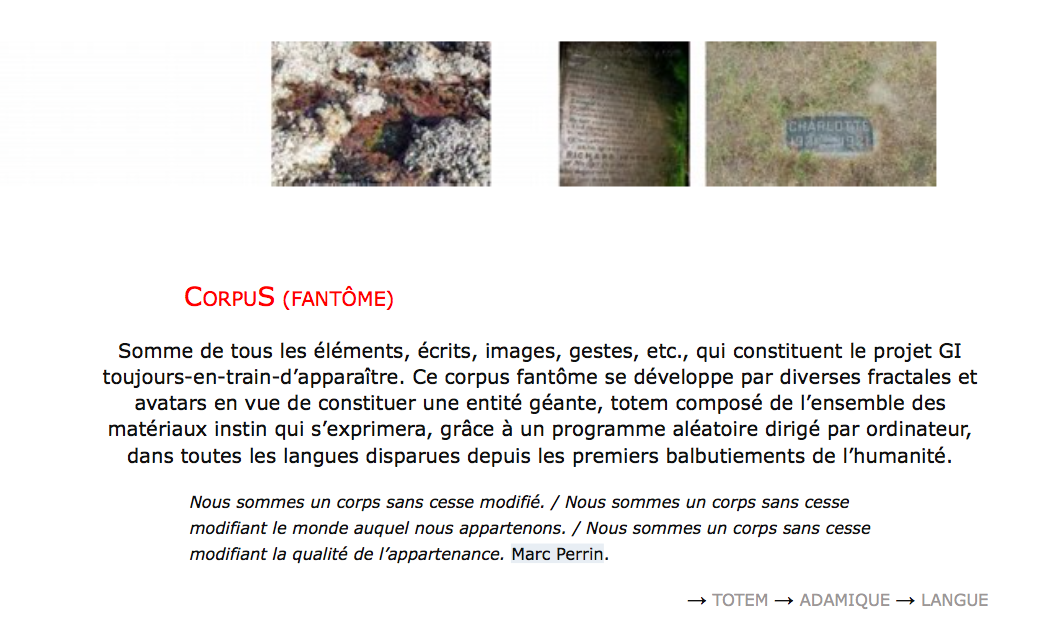 CHARLOTTE
CORPUS (FANTÔME)
Somme de tous les éléments, écrits, images, gestes, etc., qui constituent le projet GI
toujours-en-train-d’apparaître. Ce corpus fantôme se développe par diverses fractales et
avatars en vue de constituer une entité géante, totem composé de l’ensemble des
matériaux instin qui s’exprimera, grâce à un programme aléatoire dirigé par ordinateur,
dans toutes les langues disparues depuis les premiers balbutiements de l’humanité.
Nous sommes un corps sans cesse modifié. / Nous sommes un corps sans cesse
modifiant le monde auquel nous appartenons. / Nous sommes un corps sans cesse
modifiant la qualité de l’appartenance. Marc Perrin.
→ TOTEM → ADAMIQUE → LANGUE